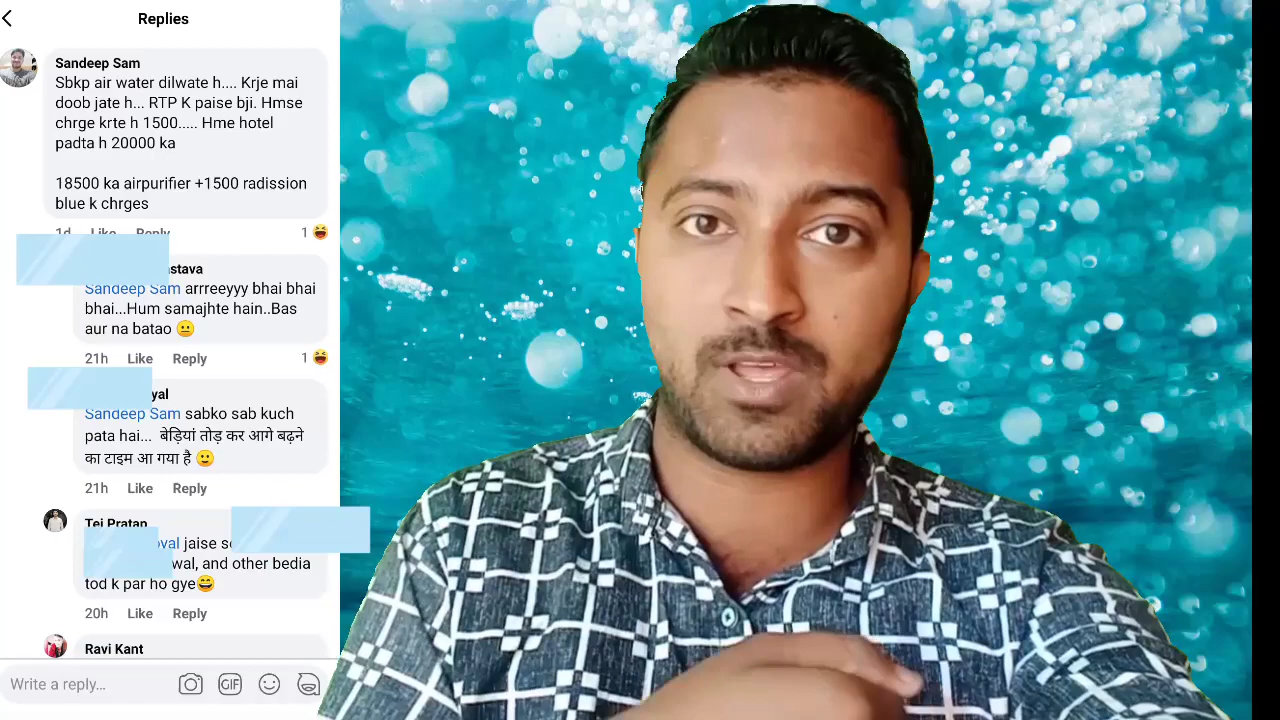 Replies
Sandeep Sam
Sbkp air water dilwate h.... Krje mai
doob jate h... RTP K paise bji. Hmse
chrge krte h 1500..... Hme hotel
padta h 20000 ka
18500 ka airpurifier +1500 radission
blue k chrges
1d Like Reply 1
stava
Sandeep Sam arrreeyyy bhai bhai
bhai...Hum samajhte hain..Bas
aur na batao 😐
21h Like Reply 1
yal
Sandeep Sam sabko sab kuch
pata hai... बेड़ियां तोड़ कर आगे बढ़ने
का टाइम आ गया है 🙂
21h Like Reply
Tej Pratap
oyal jaise
wal, and other bedia
tod k par ho gye😄
20h Like Reply
Ravi Kant
Write a reply...
GIF